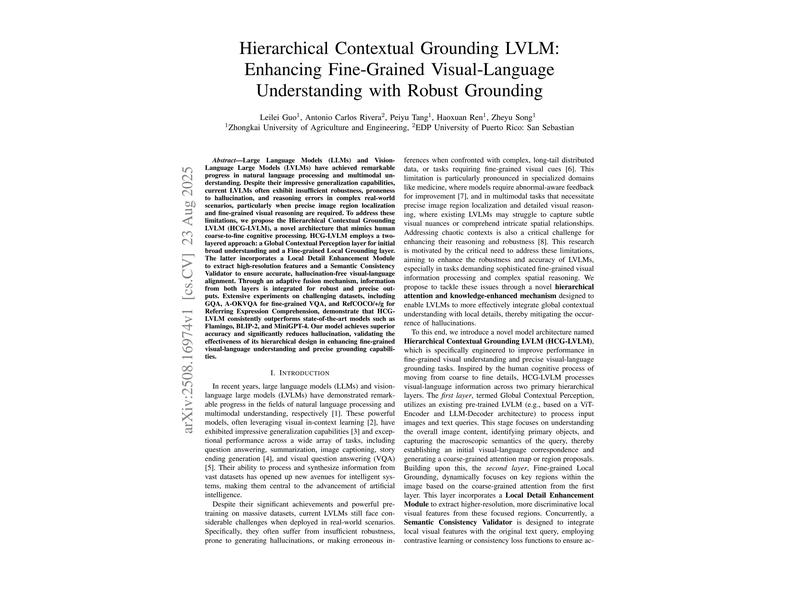 Hierarchical Contextual Grounding LVLM:
Enhancing Fine-Grained Visual-Language
Understanding with Robust Grounding
Leilei Guo1, Antonio Carlos Rivera2, Peiyu Tang1, Haoxuan Ren1, Zheyu Song1
1Zhongkai University of Agriculture and Engineering, 2EDP University of Puerto Rico: San Sebastian
arXiv:2508.16974v1 [cs.CV] 23 Aug 2025
Abstract—Large Language Models (LLMs) and Vision-
Language Large Models (LVLMs) have achieved remarkable
progress in natural language processing and multimodal un-
derstanding. Despite their impressive generalization capabilities,
current LVLMs often exhibit insufficient robustness, proneness
to hallucination, and reasoning errors in complex real-world
scenarios, particularly when precise image region localization
and fine-grained visual reasoning are required. To address these
limitations, we propose the Hierarchical Contextual Grounding
LVLM (HCG-LVLM), a novel architecture that mimics human
coarse-to-fine cognitive processing. HCG-LVLM employs a two-
layered approach: a Global Contextual Perception layer for initial
broad understanding and a Fine-grained Local Grounding layer.
The latter incorporates a Local Detail Enhancement Module
to extract high-resolution features and a Semantic Consistency
Validator to ensure accurate, hallucination-free visual-language
alignment. Through an adaptive fusion mechanism, information
from both layers is integrated for robust and precise out-
puts. Extensive experiments on challenging datasets, including
GQA, A-OKVQA for fine-grained VQA, and RefCOCO/+/g for
Referring Expression Comprehension, demonstrate that HCG-
LVLM consistently outperforms state-of-the-art models such as
Flamingo, BLIP-2, and MiniGPT-4. Our model achieves superior
accuracy and significantly reduces hallucination, validating the
effectiveness of its hierarchical design in enhancing fine-grained
visual-language understanding and precise grounding capabili-
ties.
I. INTRODUCTION
In recent years, large language models (LLMs) and vision-
language large models (LVLMs) have demonstrated remark-
able progress in the fields of natural language processing and
multimodal understanding, respectively [1]. These powerful
models, often leveraging visual in-context learning [2], have
exhibited impressive generalization capabilities [3] and excep-
tional performance across a wide array of tasks, including
question answering, summarization, image captioning, story
ending generation [4], and visual question answering (VQA)
[5]. Their ability to process and synthesize information from
vast datasets has opened up new avenues for intelligent sys-
tems, making them central to the advancement of artificial
intelligence.
Despite their significant achievements and powerful pre-
training on massive datasets, current LVLMs still face con-
siderable challenges when deployed in real-world scenarios.
Specifically, they often suffer from insufficient robustness,
prone to generating hallucinations, or making erroneous in-
ferences when confronted with complex, long-tail distributed
data, or tasks requiring fine-grained visual cues [6]. This
limitation is particularly pronounced in specialized domains
like medicine, where models require abnormal-aware feedback
for improvement [7], and in multimodal tasks that necessitate
precise image region localization and detailed visual reason-
ing, where existing LVLMs may struggle to capture subtle
visual nuances or comprehend intricate spatial relationships.
Addressing chaotic contexts is also a critical challenge for
enhancing their reasoning and robustness [8]. This research
is motivated by the critical need to address these limitations,
aiming to enhance the robustness and accuracy of LVLMs,
especially in tasks demanding sophisticated fine-grained visual
information processing and complex spatial reasoning. We
propose to tackle these issues through a novel hierarchical
attention and knowledge-enhanced mechanism designed to
enable LVLMs to more effectively integrate global contextual
understanding with local details, thereby mitigating the occur-
rence of hallucinations.
To this end, we introduce a novel model architecture named
Hierarchical Contextual Grounding LVLM (HCG-LVLM),
which is specifically engineered to improve performance in
fine-grained visual understanding and precise visual-language
grounding tasks. Inspired by the human cognitive process of
moving from coarse to fine details, HCG-LVLM processes
visual-language information across two primary hierarchical
layers. The first layer, termed Global Contextual Perception,
utilizes an existing pre-trained LVLM (e.g., based on a ViT-
Encoder and LLM-Decoder architecture) to process input
images and text queries. This stage focuses on understanding
the overall image content, identifying primary objects, and
capturing the macroscopic semantics of the query, thereby
establishing an initial visual-language correspondence and
generating a coarse-grained attention map or region proposals.
Building upon this, the second layer, Fine-Grained Local
Grounding, dynamically focuses on key regions within the
image based on the coarse-grained attention from the first
layer. This layer incorporates a Local Detail Enhancement
Module to extract higher-resolution, more discriminative local
visual features from these focused regions. Concurrently, a
Semantic Consistency Validator is designed to integrate
local visual features with the original text query, employing
contrastive learning or consistency loss functions to ensure ac-